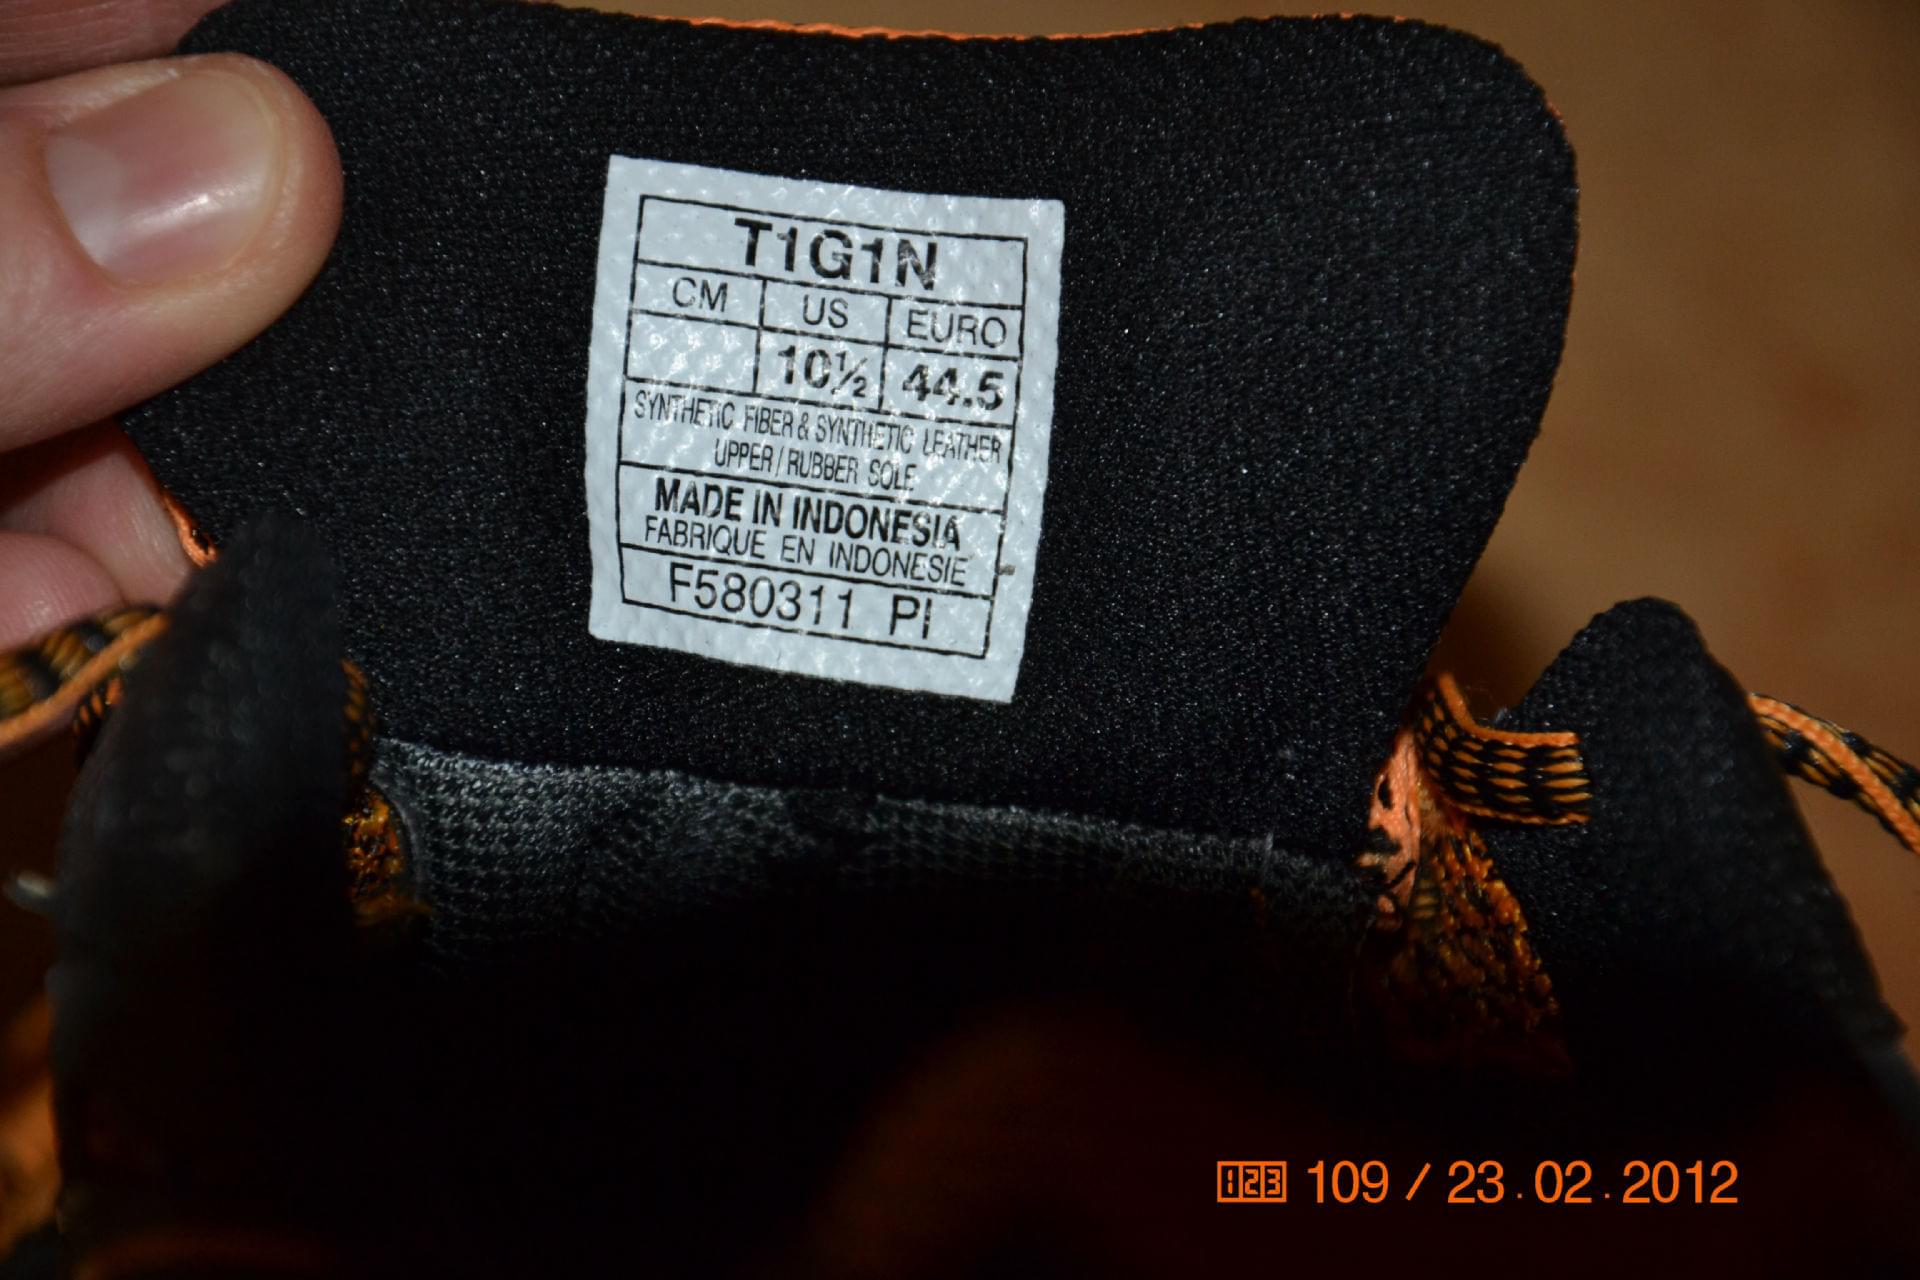 T1G1N
CM US EURO
10½ 44.5
SYNTHETIC FIBER & SYNTHETIC LEATHER
UPPER / RUBBER SOLE
MADE IN INDONESIA
FABRIQUE EN INDONESIE
F580311 PI
123 109 / 23.02.2012